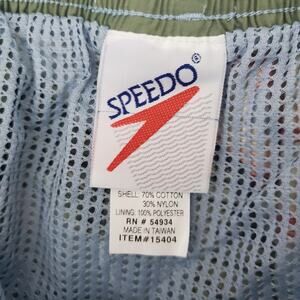 SPEEDO
SHELL: 70% COTTON
30% NYLON
LINING: 100% POLYESTER
RN # 54934
MADE IN TAIWAN
ITEM#15404